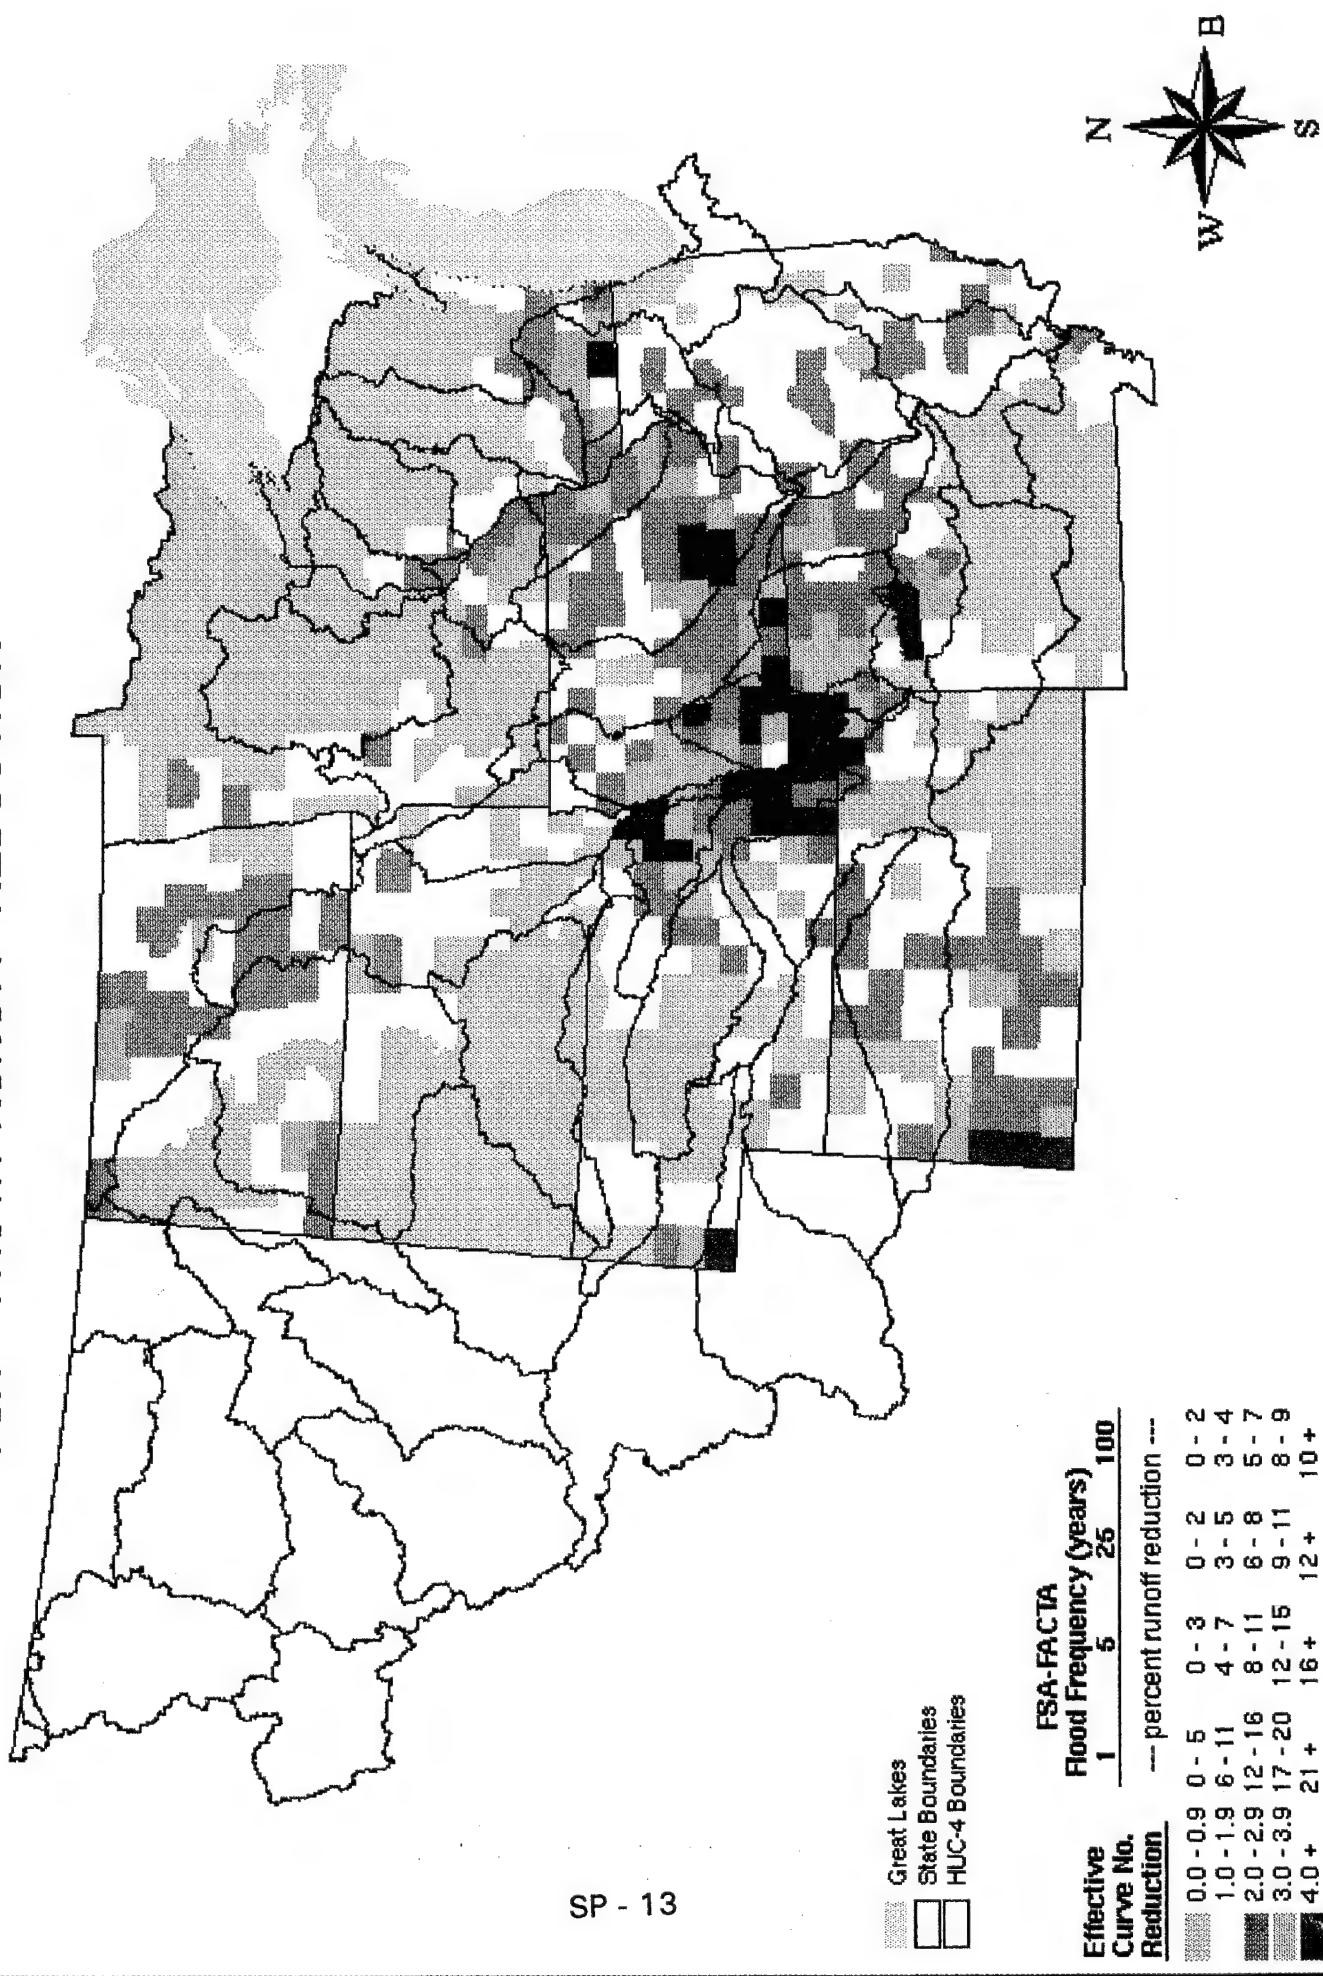 N
W
B
S
SP - 13
Great Lakes
State Boundaries
HUC-4 Boundaries
FSA-FACTA
Effective Flood Frequency (years)
Curve No. 1 5 25 100
Reduction --- percent runoff reduction ---
0.0 - 0.9 0 - 5 0 - 3 0 - 2 0 - 2
1.0 - 1.9 6 - 11 4 - 7 3 - 5 3 - 4
2.0 - 2.9 12 - 16 8 - 11 6 - 8 5 - 7
3.0 - 3.9 17 - 20 12 - 15 9 - 11 8 - 9
4.0 + 21 + 16 + 12 + 10 +